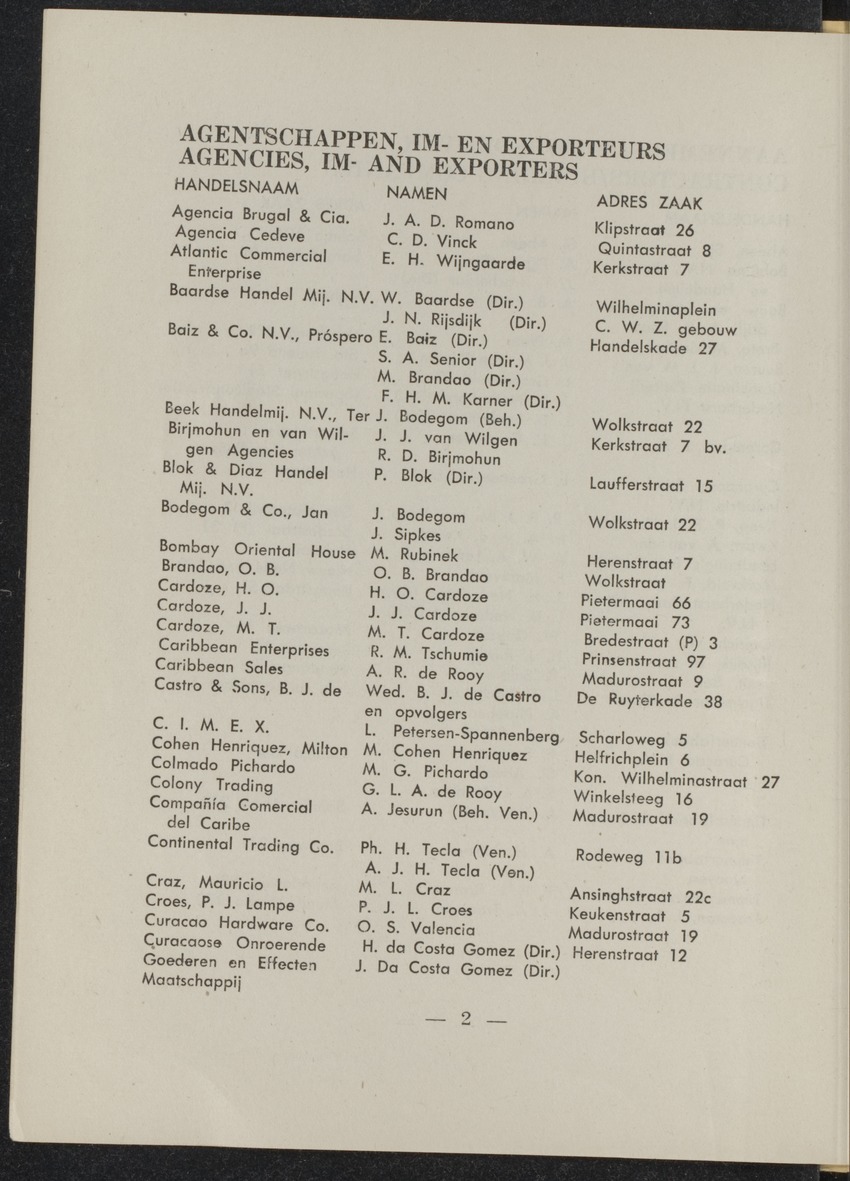 AGENTSCHAPPEN, IM- EN EXPORTEURS
AGENCIES, IM- AND EXPORTERS
HANDELSNAAM NAMEN ADRES ZAAK
Agencia Brugal & Cia. J. A. D. Romano Klipstraat 26
Agencia Cedeve C. D. Vinck Quintastraat 8
Atlantic Commercial E. H. Wijngaarde Kerkstraat 7
Enterprise
Baardse Handel Mij. N.V. W. Baardse (Dir.) Wilhelminaplein
J. N. Rijsdijk (Dir.) C. W. Z. gebouw
Baiz & Co. N.V., Próspero E. Baiz (Dir.) Handelskade 27
S. A. Senior (Dir.)
M. Brandao (Dir.)
F. H. M. Karner (Dir.)
Beek Handelmij. N.V., Ter J. Bodegom (Beh.) Wolkstraat 22
Birjmohun en van Wil- J. J. van Wilgen Kerkstraat 7 bv.
gen Agencies R. D. Birjmohun
Blok & Diaz Handel P. Blok (Dir.) Laufferstraat 15
Mij. N.V.
Bodegom & Co., Jan J. Bodegom Wolkstraat 22
J. Sipkes
Bombay Oriental House M. Rubinek Herenstraat 7
Brandao, O. B. O. B. Brandao Wolkstraat
Cardoze, H. O. H. O. Cardoze Pietermaai 66
Cardoze, J. J. J. J. Cardoze Pietermaai 73
Cardoze, M. T. M. T. Cardoze Bredestraat (P) 3
Caribbean Enterprises R. M. Tschumie Prinsenstraat 97
Caribbean Sales A. R. de Rooy Madurostraat 9
Castro & Sons, B. J. de Wed. B. J. de Castro De Ruyterkade 38
en opvolgers
C. I. M. E. X. L. Petersen-Spannenberg Scharloweg 5
Cohen Henriquez, Milton M. Cohen Henriquez Helfrichplein 6
Colmado Pichardo M. G. Pichardo Kon. Wilhelminastraat 27
Colony Trading G. L. A. de Rooy Winkelsteeg 16
Compañía Comercial A. Jesurun (Beh. Ven.) Madurostraat 19
del Caribe
Continental Trading Co. Ph. H. Tecla (Ven.) Rodeweg 11b
A. J. H. Tecla (Ven.)
Craz, Mauricio L. M. L. Craz Ansinghstraat 22c
Croes, P. J. Lampe P. J. L. Croes Keukenstraat 5
Curacao Hardware Co. O. S. Valencia Madurostraat 19
Curacaose Onroerende H. da Costa Gomez (Dir.) Herenstraat 12
Goederen en Effecten J. Da Costa Gomez (Dir.)
Maatschappij
— 2 —